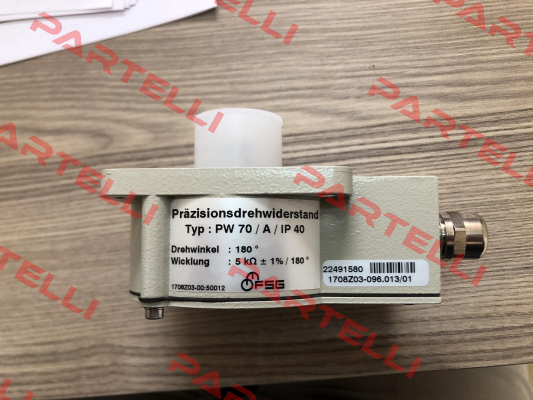 PARTELLI
PARTELLI
PARTELLI
PARTELLI
PARTELLI
PARTELLI
Präzisionsdrehwiderstand
Typ : PW 70 / A / IP 40
Drehwinkel : 180 °
Wicklung : 5 kΩ ± 1% / 180 °
1708Z03-00:50012
FSG
22491580
1708Z03-096.013/01